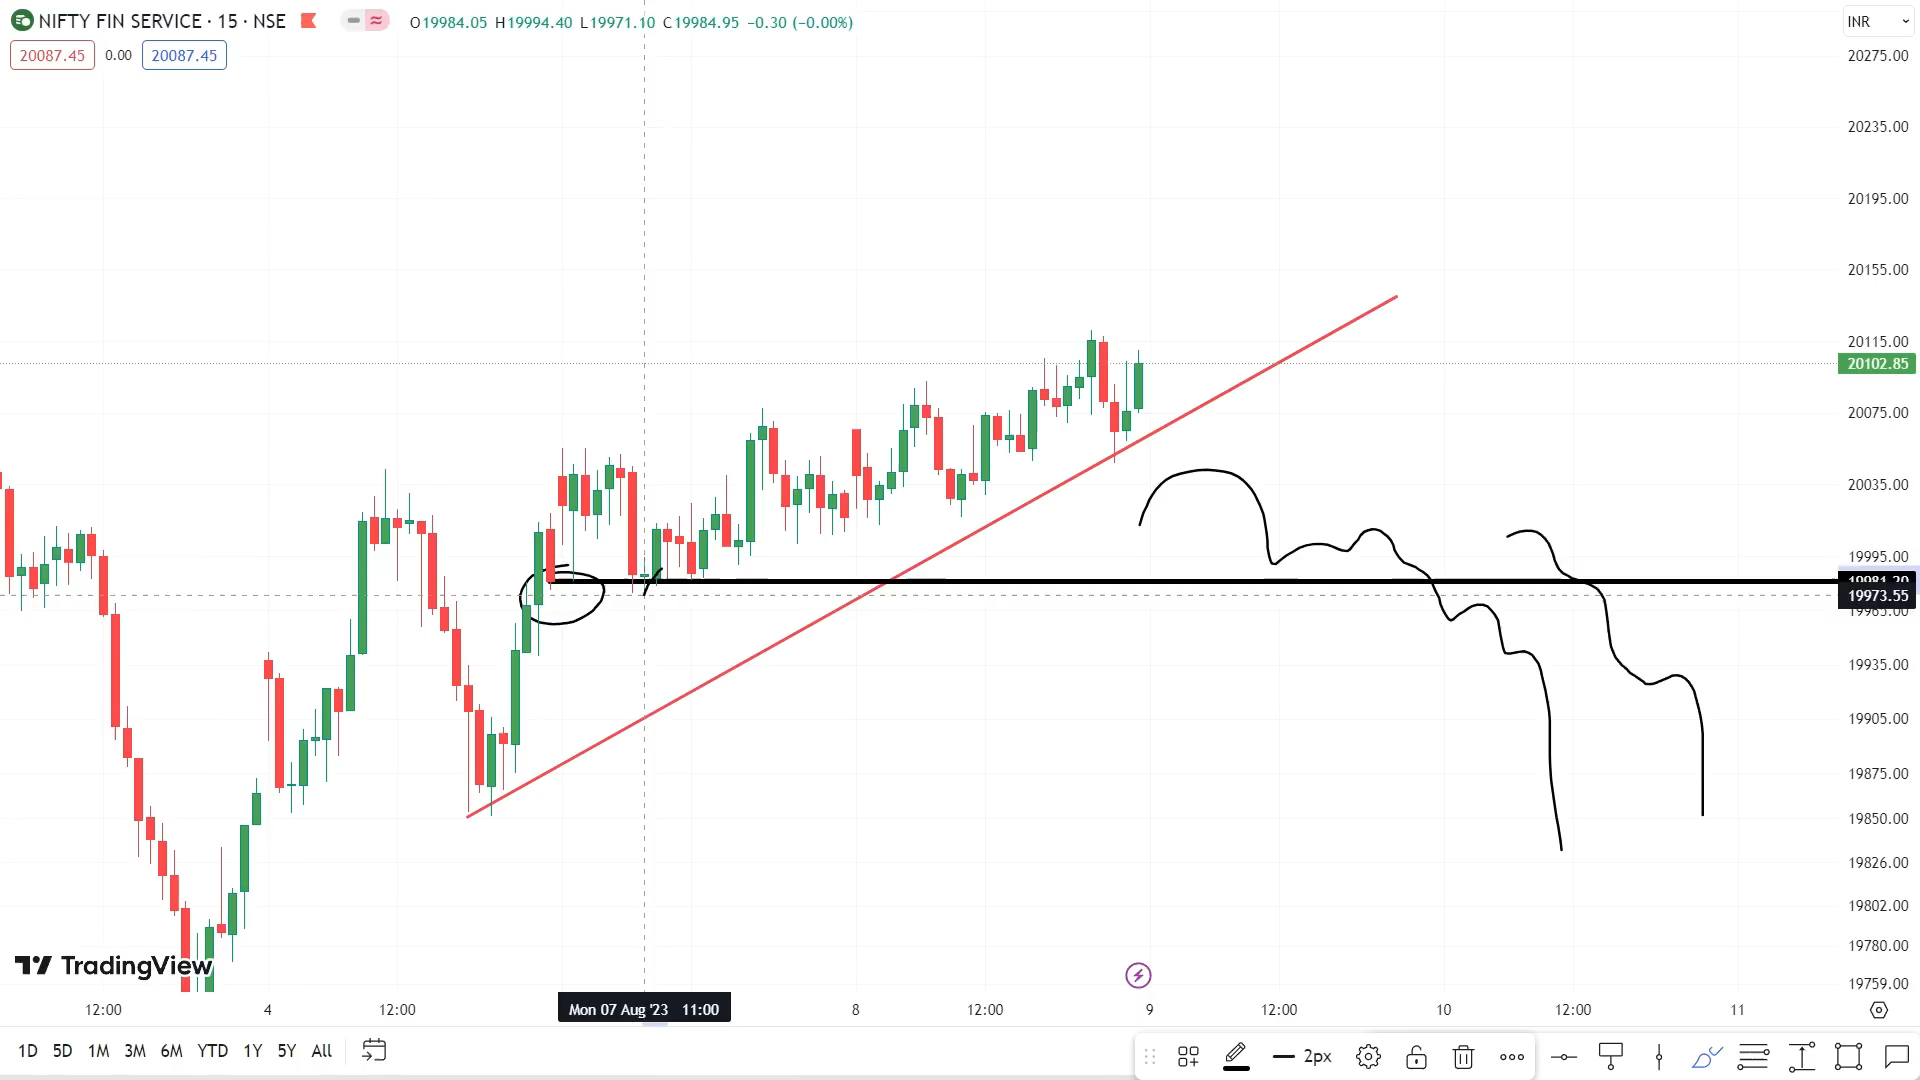 NIFTY FIN SERVICE · 15 · NSE
O19984.05 H19994.40 L19971.10 C19984.95 −0.30 (−0.00%)
INR
20087.45 0.00 20087.45
20275.00
20235.00
20195.00
20155.00
20115.00
20102.85
20075.00
20035.00
19995.00
19981.20
19973.55
19965.00
19935.00
19905.00
19875.00
19850.00
19826.00
19802.00
19780.00
19759.00
TradingView
12:00 4 12:00 Mon 07 Aug '23 11:00 8 12:00 9 12:00 10 12:00 11
1D 5D 1M 3M 6M YTD 1Y 5Y All
2px